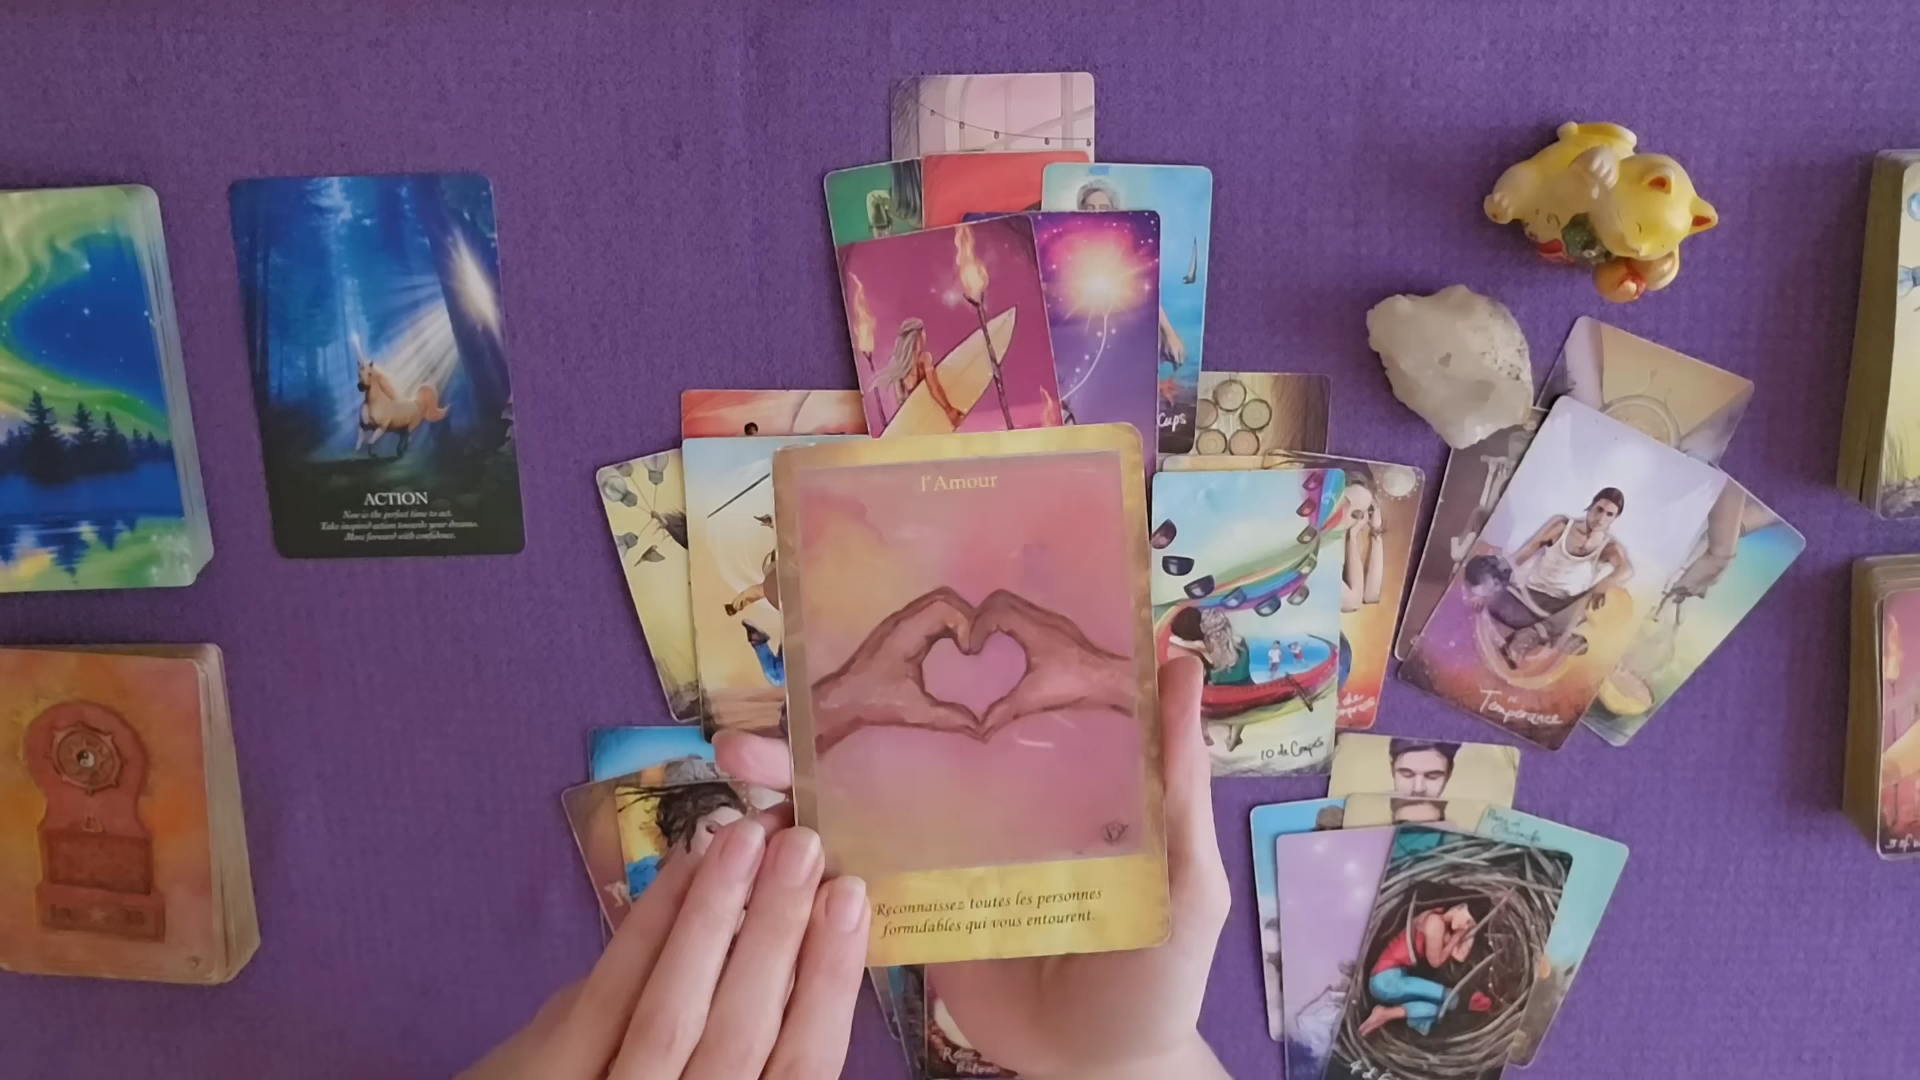 ACTION
Now is the perfect time to act.
Take inspired action towards your dreams.
Move forward with confidence.
l'Amour
Reconnaissez toutes les personnes
formidables qui vous entourent.
Cups
10 de Coupes
Temperance
de